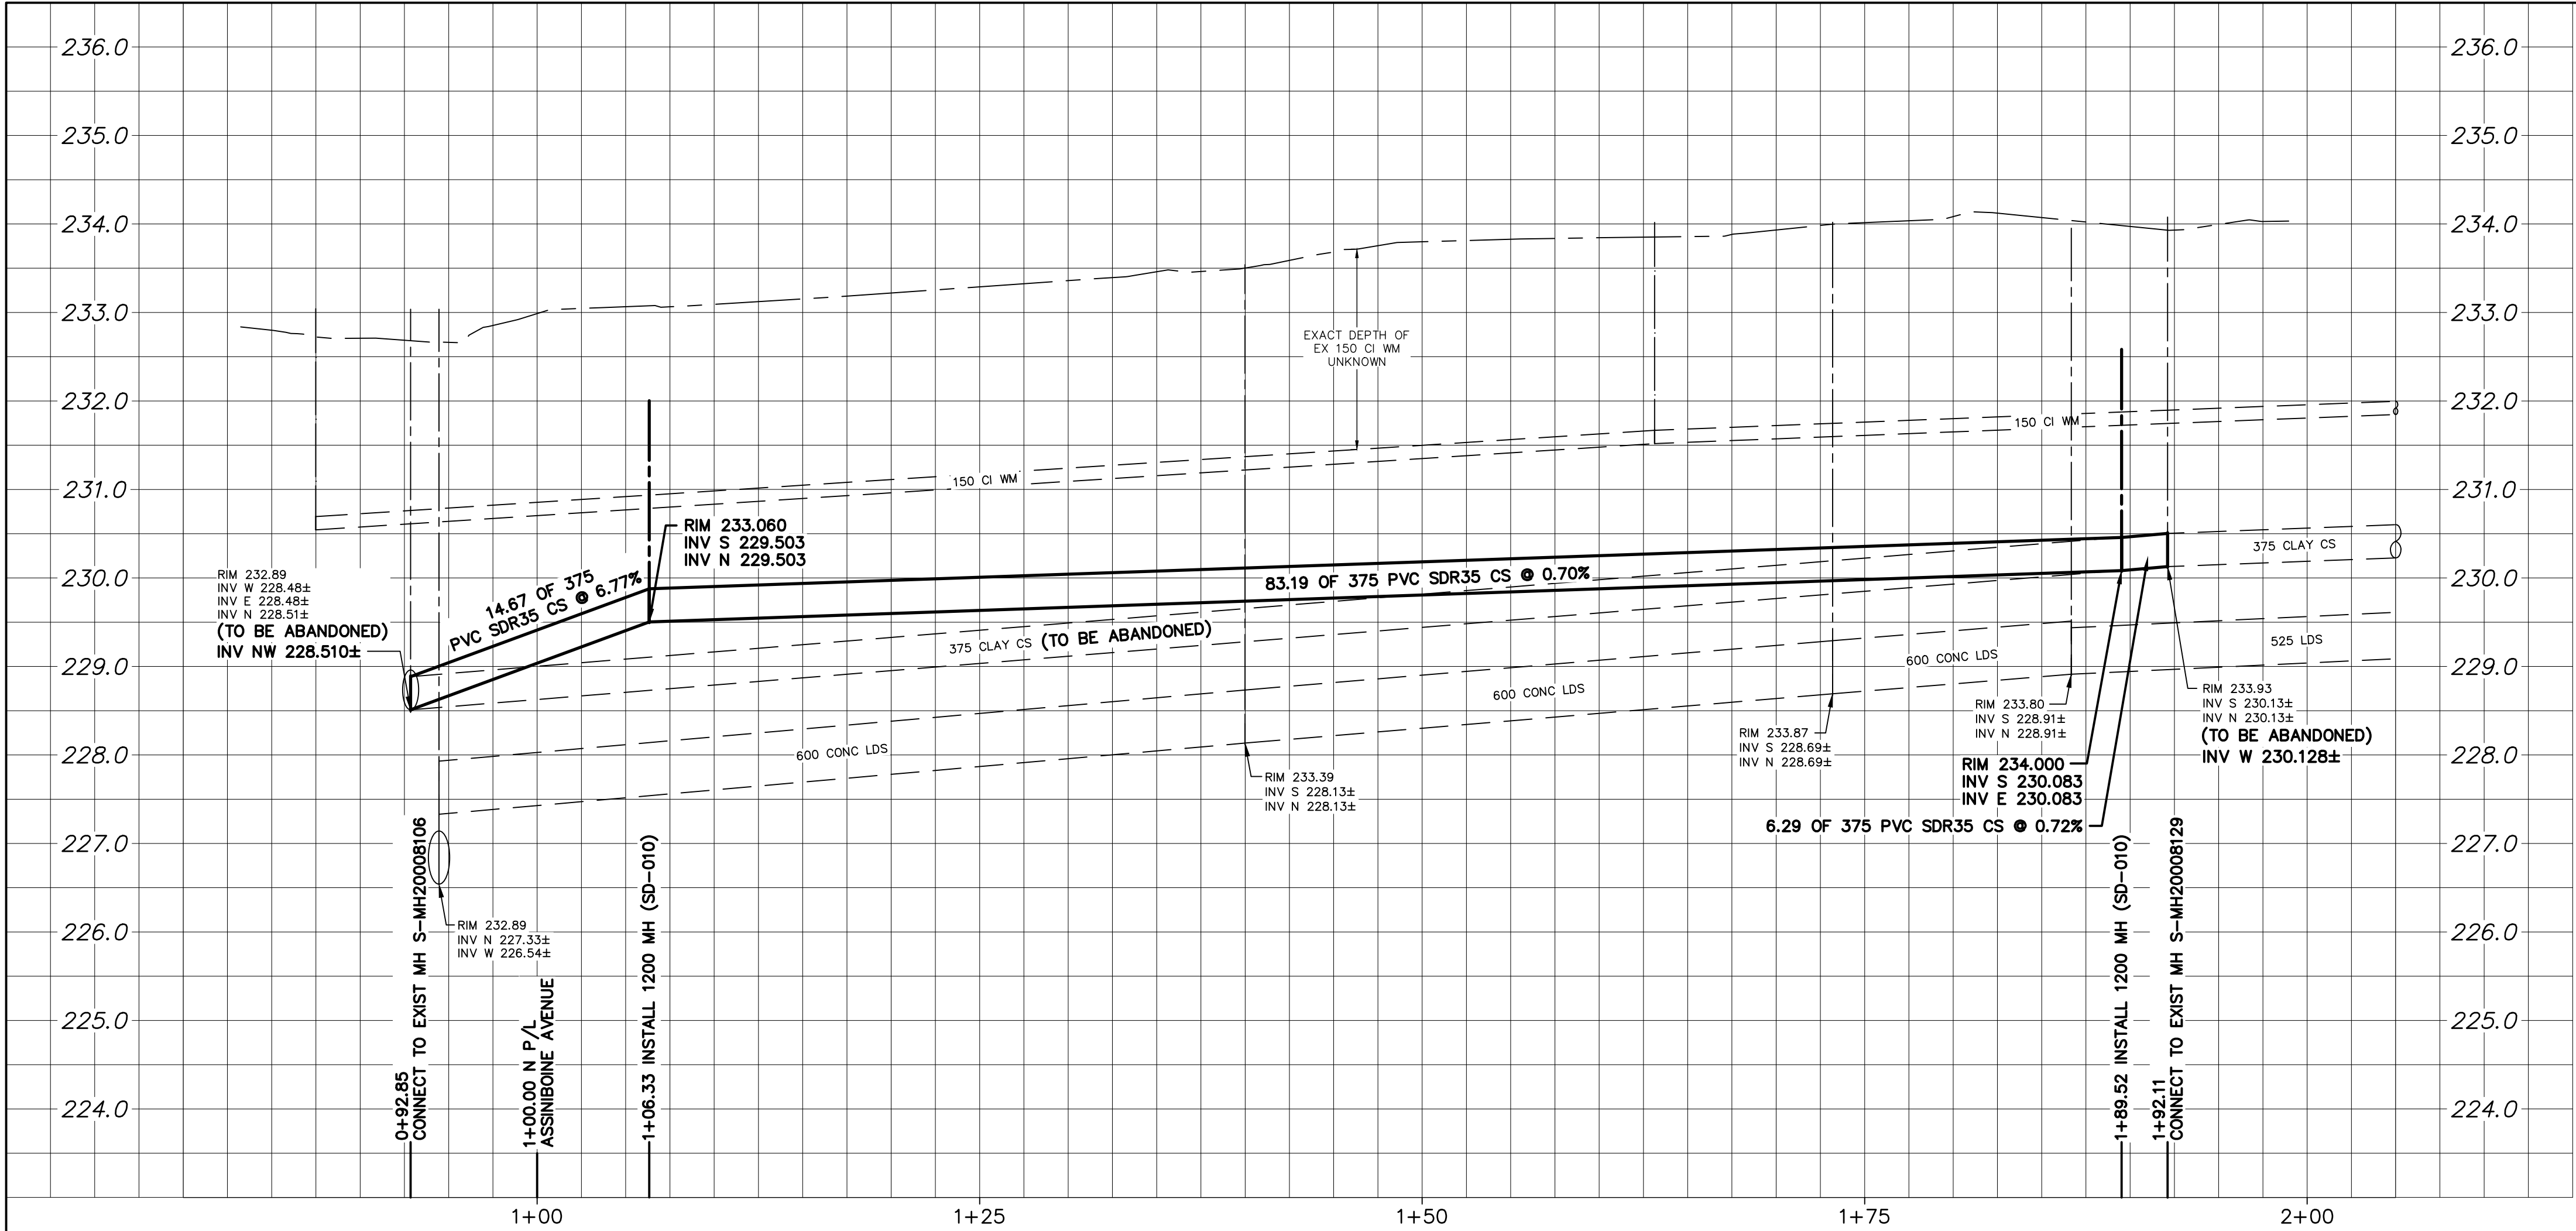 236.0
236.0
235.0
235.0
234.0
234.0
233.0
233.0
232.0
232.0
231.0
231.0
230.0
230.0
229.0
229.0
228.0
228.0
227.0
227.0
226.0
226.0
225.0
225.0
224.0
224.0
EXACT DEPTH OF
EX 150 CI WM
UNKNOWN
150 CI WM
150 CI WM
RIM 233.060
INV S 229.503
INV N 229.503
RIM 232.89
INV W 228.48±
INV E 228.48±
INV N 228.51±
(TO BE ABANDONED)
INV NW 228.510±
14.67 OF 375
PVC SDR35 CS @ 6.77%
83.19 OF 375 PVC SDR35 CS @ 0.70%
375 CLAY CS
375 CLAY CS (TO BE ABANDONED)
525 LDS
600 CONC LDS
600 CONC LDS
600 CONC LDS
RIM 233.39
INV S 228.13±
INV N 228.13±
RIM 233.87
INV S 228.69±
INV N 228.69±
RIM 233.80
INV S 228.91±
INV N 228.91±
RIM 234.000
INV S 230.083
INV E 230.083
6.29 OF 375 PVC SDR35 CS @ 0.72%
RIM 233.93
INV S 230.13±
INV N 230.13±
(TO BE ABANDONED)
INV W 230.128±
RIM 232.89
INV N 227.33±
INV W 226.54±
0+92.85
CONNECT TO EXIST MH S-MH20008106
1+00.00 N P/L
ASSINIBOINE AVENUE
1+06.33 INSTALL 1200 MH (SD-010)
1+89.52 INSTALL 1200 MH (SD-010)
1+92.11
CONNECT TO EXIST MH S-MH20008129
1+00
1+25
1+50
1+75
2+00